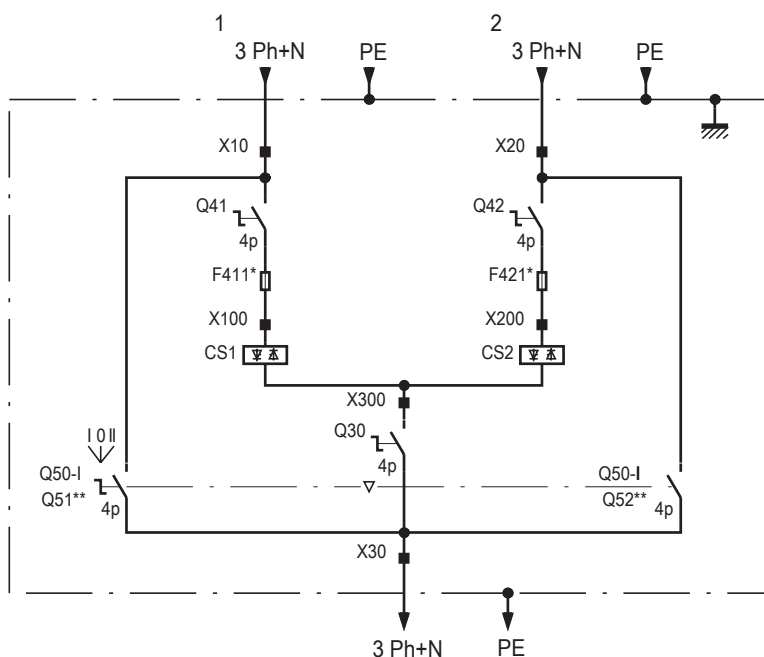 1 2
3 Ph+N PE 3 Ph+N PE
X10 X20
Q41 Q42
4p 4p
F411* F421*
X100 X200
CS1 CS2
X300
Q30
I 0 II
4p
Q50-I Q50-I
Q51** Q52**
4p 4p
X30
3 Ph+N PE